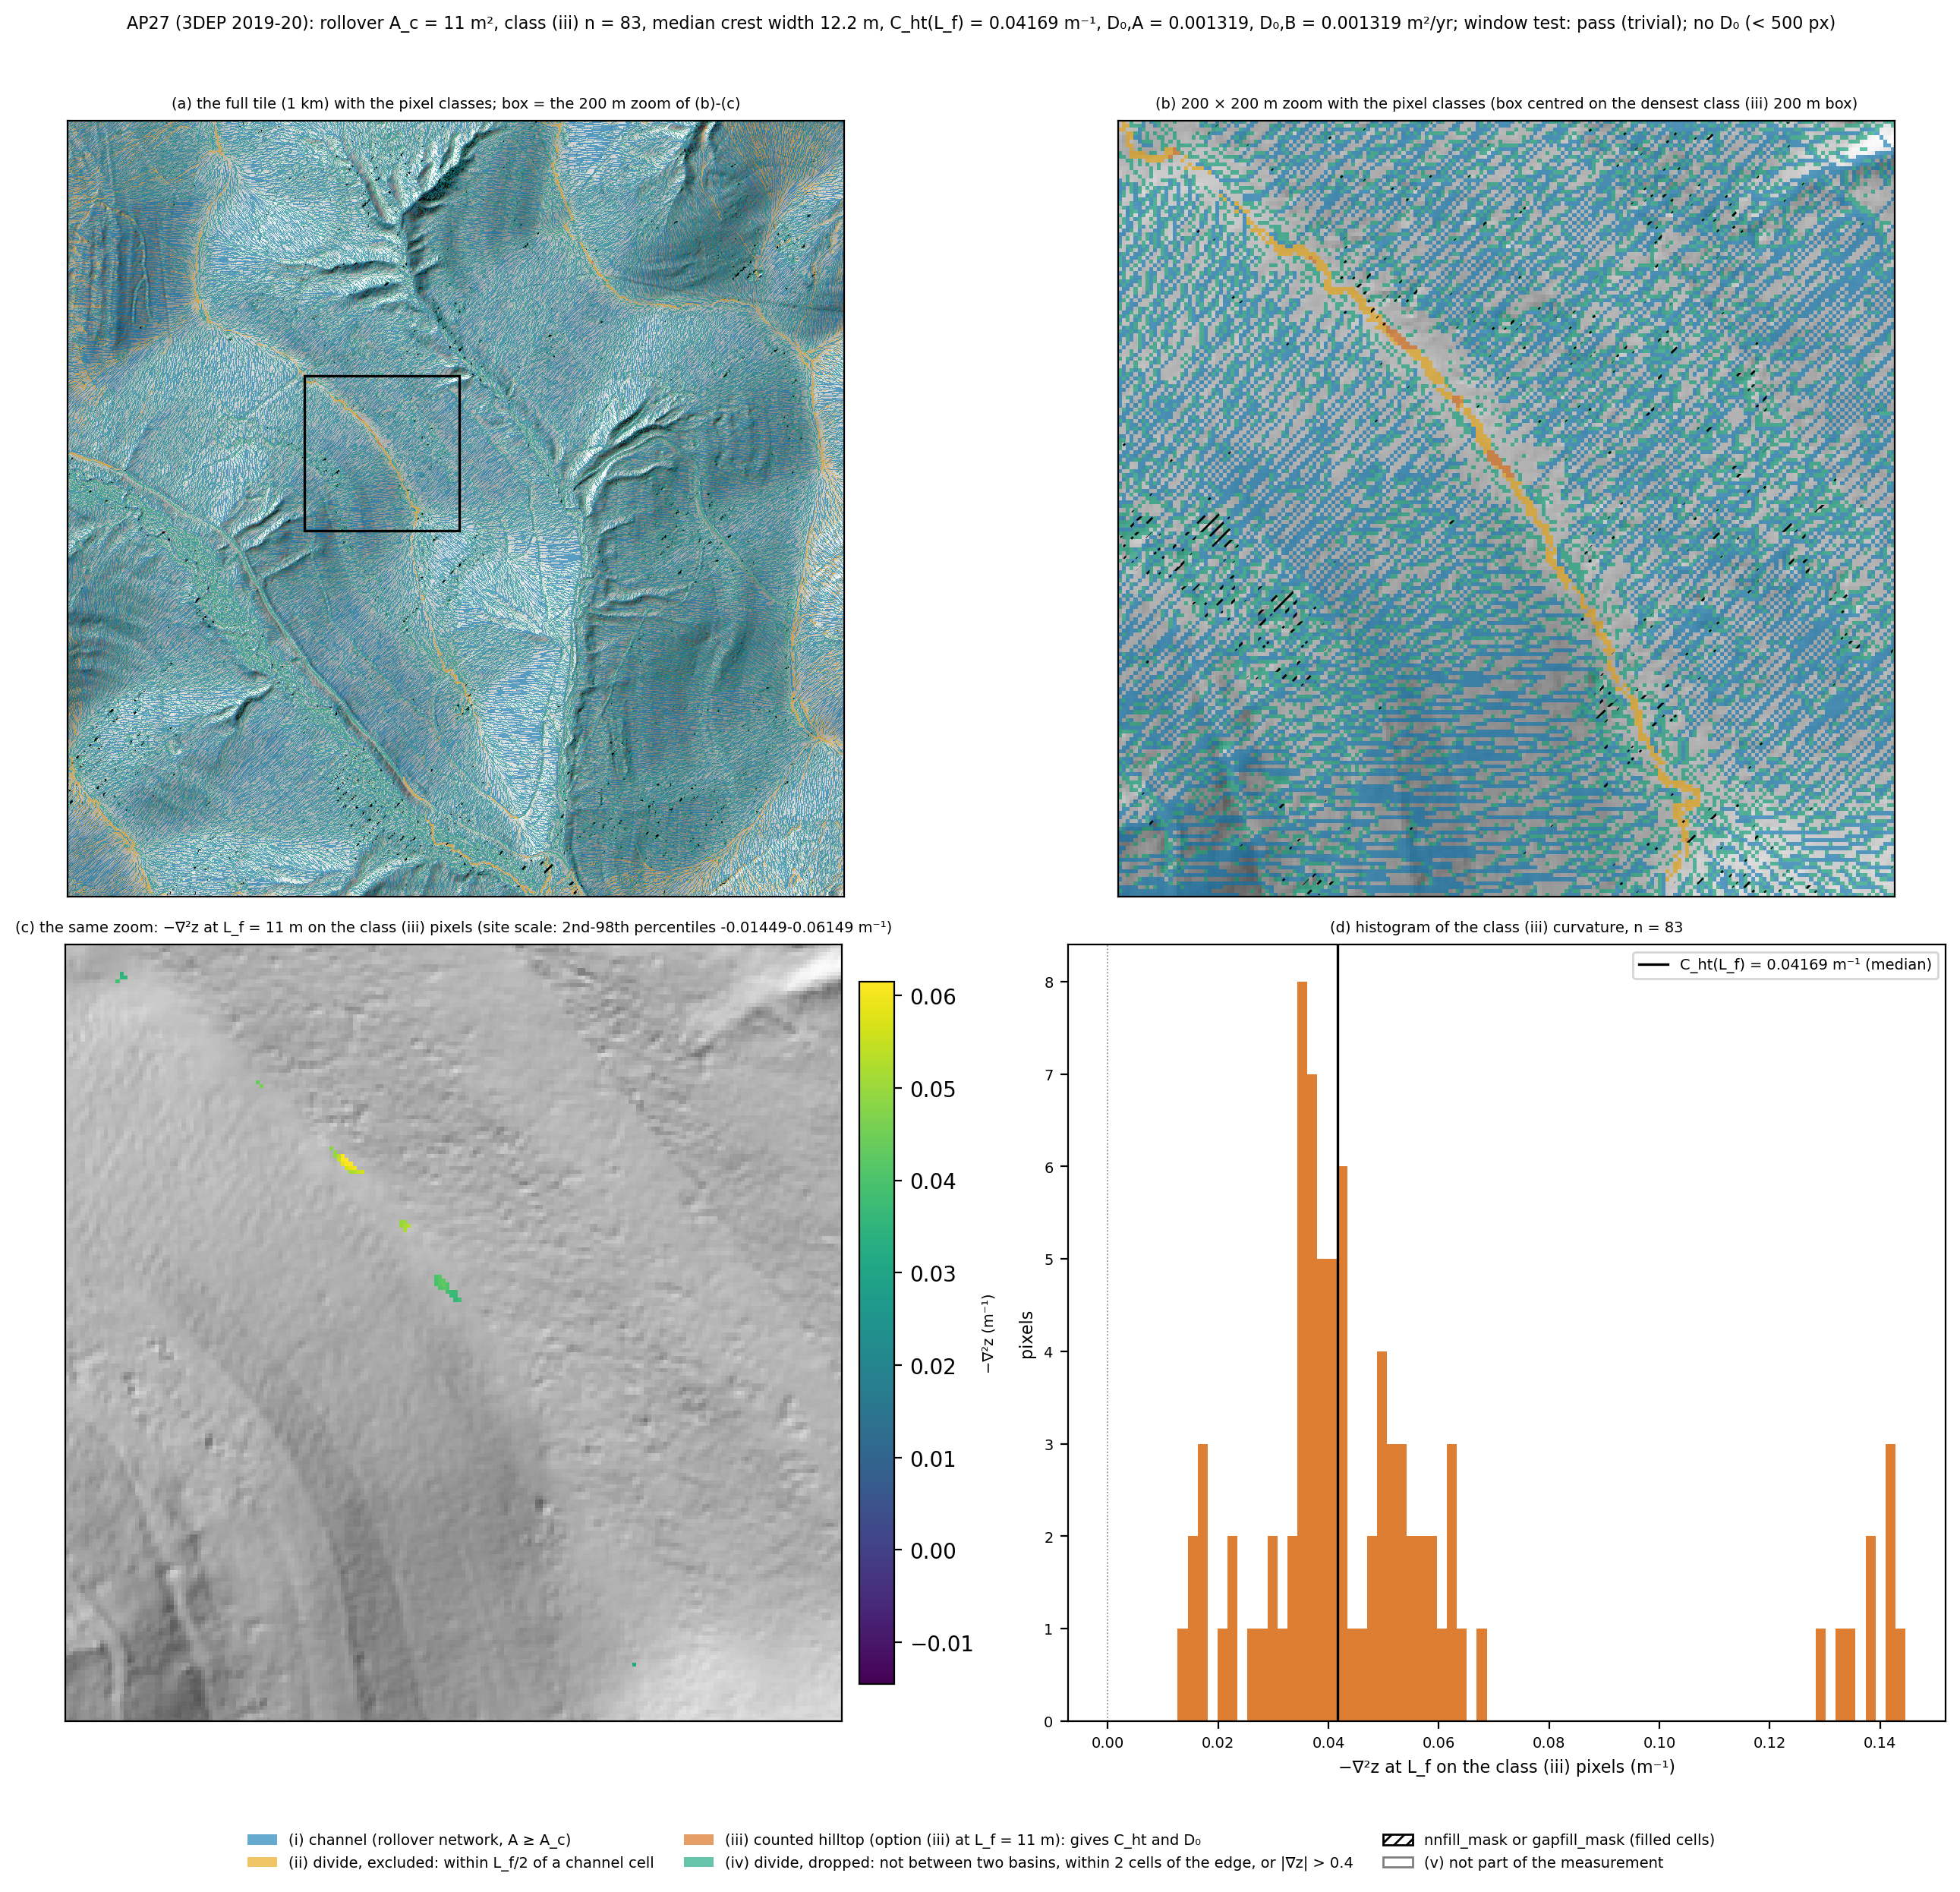 AP27 (3DEP 2019-20): rollover A_c = 11 m², class (iii) n = 83, median crest width 12.2 m, C_ht(L_f) = 0.04169 m⁻¹, D₀,A = 0.001319, D₀,B = 0.001319 m²/yr; window test: pass (trivial); no D₀ (< 500 px)
(a) the full tile (1 km) with the pixel classes; box = the 200 m zoom of (b)-(c)
(b) 200 × 200 m zoom with the pixel classes (box centred on the densest class (iii) 200 m box)
(c) the same zoom: −∇²z at L_f = 11 m on the class (iii) pixels (site scale: 2nd-98th percentiles -0.01449-0.06149 m⁻¹)
0.06
0.05
0.04
0.03
0.02
0.01
0.00
−0.01
−∇²z (m⁻¹)
(d) histogram of the class (iii) curvature, n = 83
C_ht(L_f) = 0.04169 m⁻¹ (median)
8
7
6
5
4
3
2
1
0
pixels
0.00 0.02 0.04 0.06 0.08 0.10 0.12 0.14
−∇²z at L_f on the class (iii) pixels (m⁻¹)
(i) channel (rollover network, A ≥ A_c)
(ii) divide, excluded: within L_f/2 of a channel cell
(iii) counted hilltop (option (iii) at L_f = 11 m): gives C_ht and D₀
(iv) divide, dropped: not between two basins, within 2 cells of the edge, or |∇z| > 0.4
nnfill_mask or gapfill_mask (filled cells)
(v) not part of the measurement